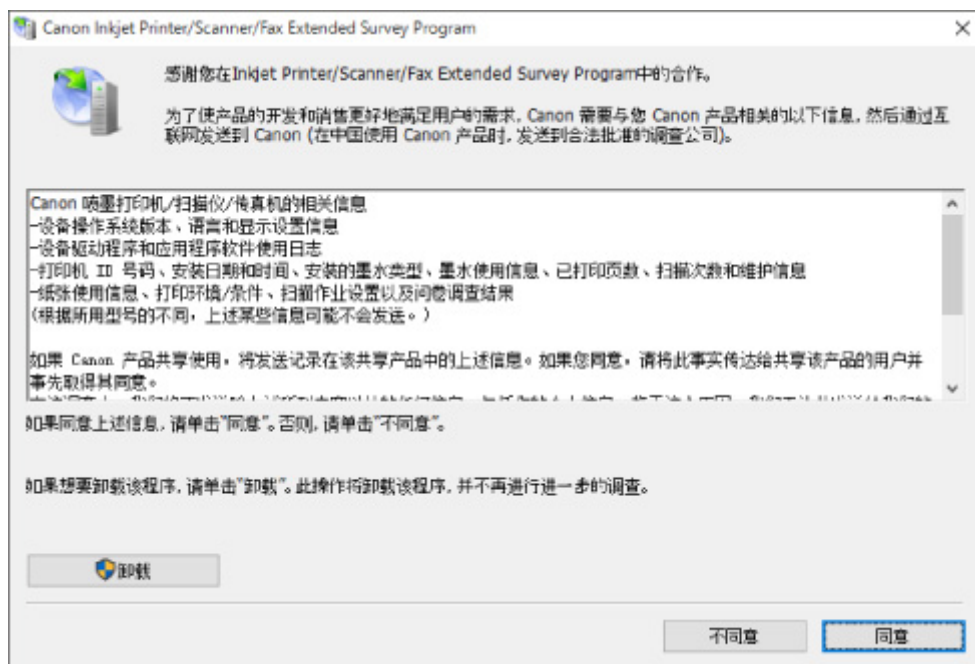 Canon Inkjet Printer/Scanner/Fax Extended Survey Program
感谢您在Inkjet Printer/Scanner/Fax Extended Survey Program中的合作。
为了使产品的开发和销售更好地满足用户的需求, Canon 需要与您 Canon 产品相关的以下信息, 然后通过互
联网发送到 Canon (在中国使用 Canon 产品时, 发送到合法批准的调查公司)。
Canon 喷墨打印机/扫描仪/传真机的相关信息
-设备操作系统版本、语言和显示设置信息
-设备驱动程序和应用程序软件使用日志
-打印机 ID 号码、安装日期和时间、安装的墨水类型、墨水使用信息、已打印页数、扫描次数和维护信息
-纸张使用信息、打印环境/条件、扫描作业设置以及问卷调查结果
(根据所用型号的不同，上述某些信息可能不会发送。)
如果 Canon 产品共享使用，将发送记录在该共享产品中的上述信息。如果您同意，请将此事实传达给共享该产品的用户并
事先取得其同意。
如果同意上述信息, 请单击"同意"。否则, 请单击"不同意"。
如果想要卸载该程序, 请单击"卸载"。此操作将卸载该程序, 并不再进行进一步的调查。
卸载
不同意
同意